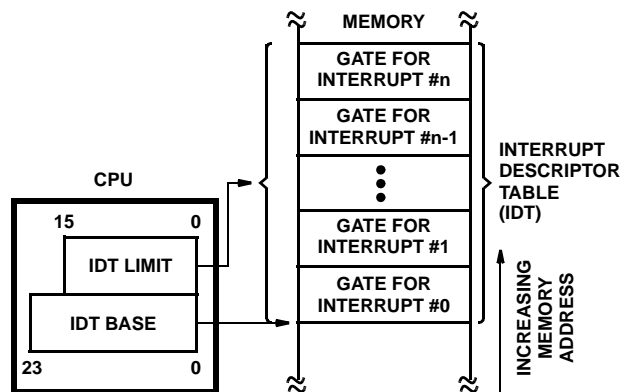 MEMORY
GATE FOR
INTERRUPT #n
GATE FOR
INTERRUPT #n-1
INTERRUPT
DESCRIPTOR
TABLE
(IDT)
CPU
15 0
IDT LIMIT
IDT BASE
23 0
GATE FOR
INTERRUPT #1
GATE FOR
INTERRUPT #0
INCREASING
MEMORY
ADDRESS